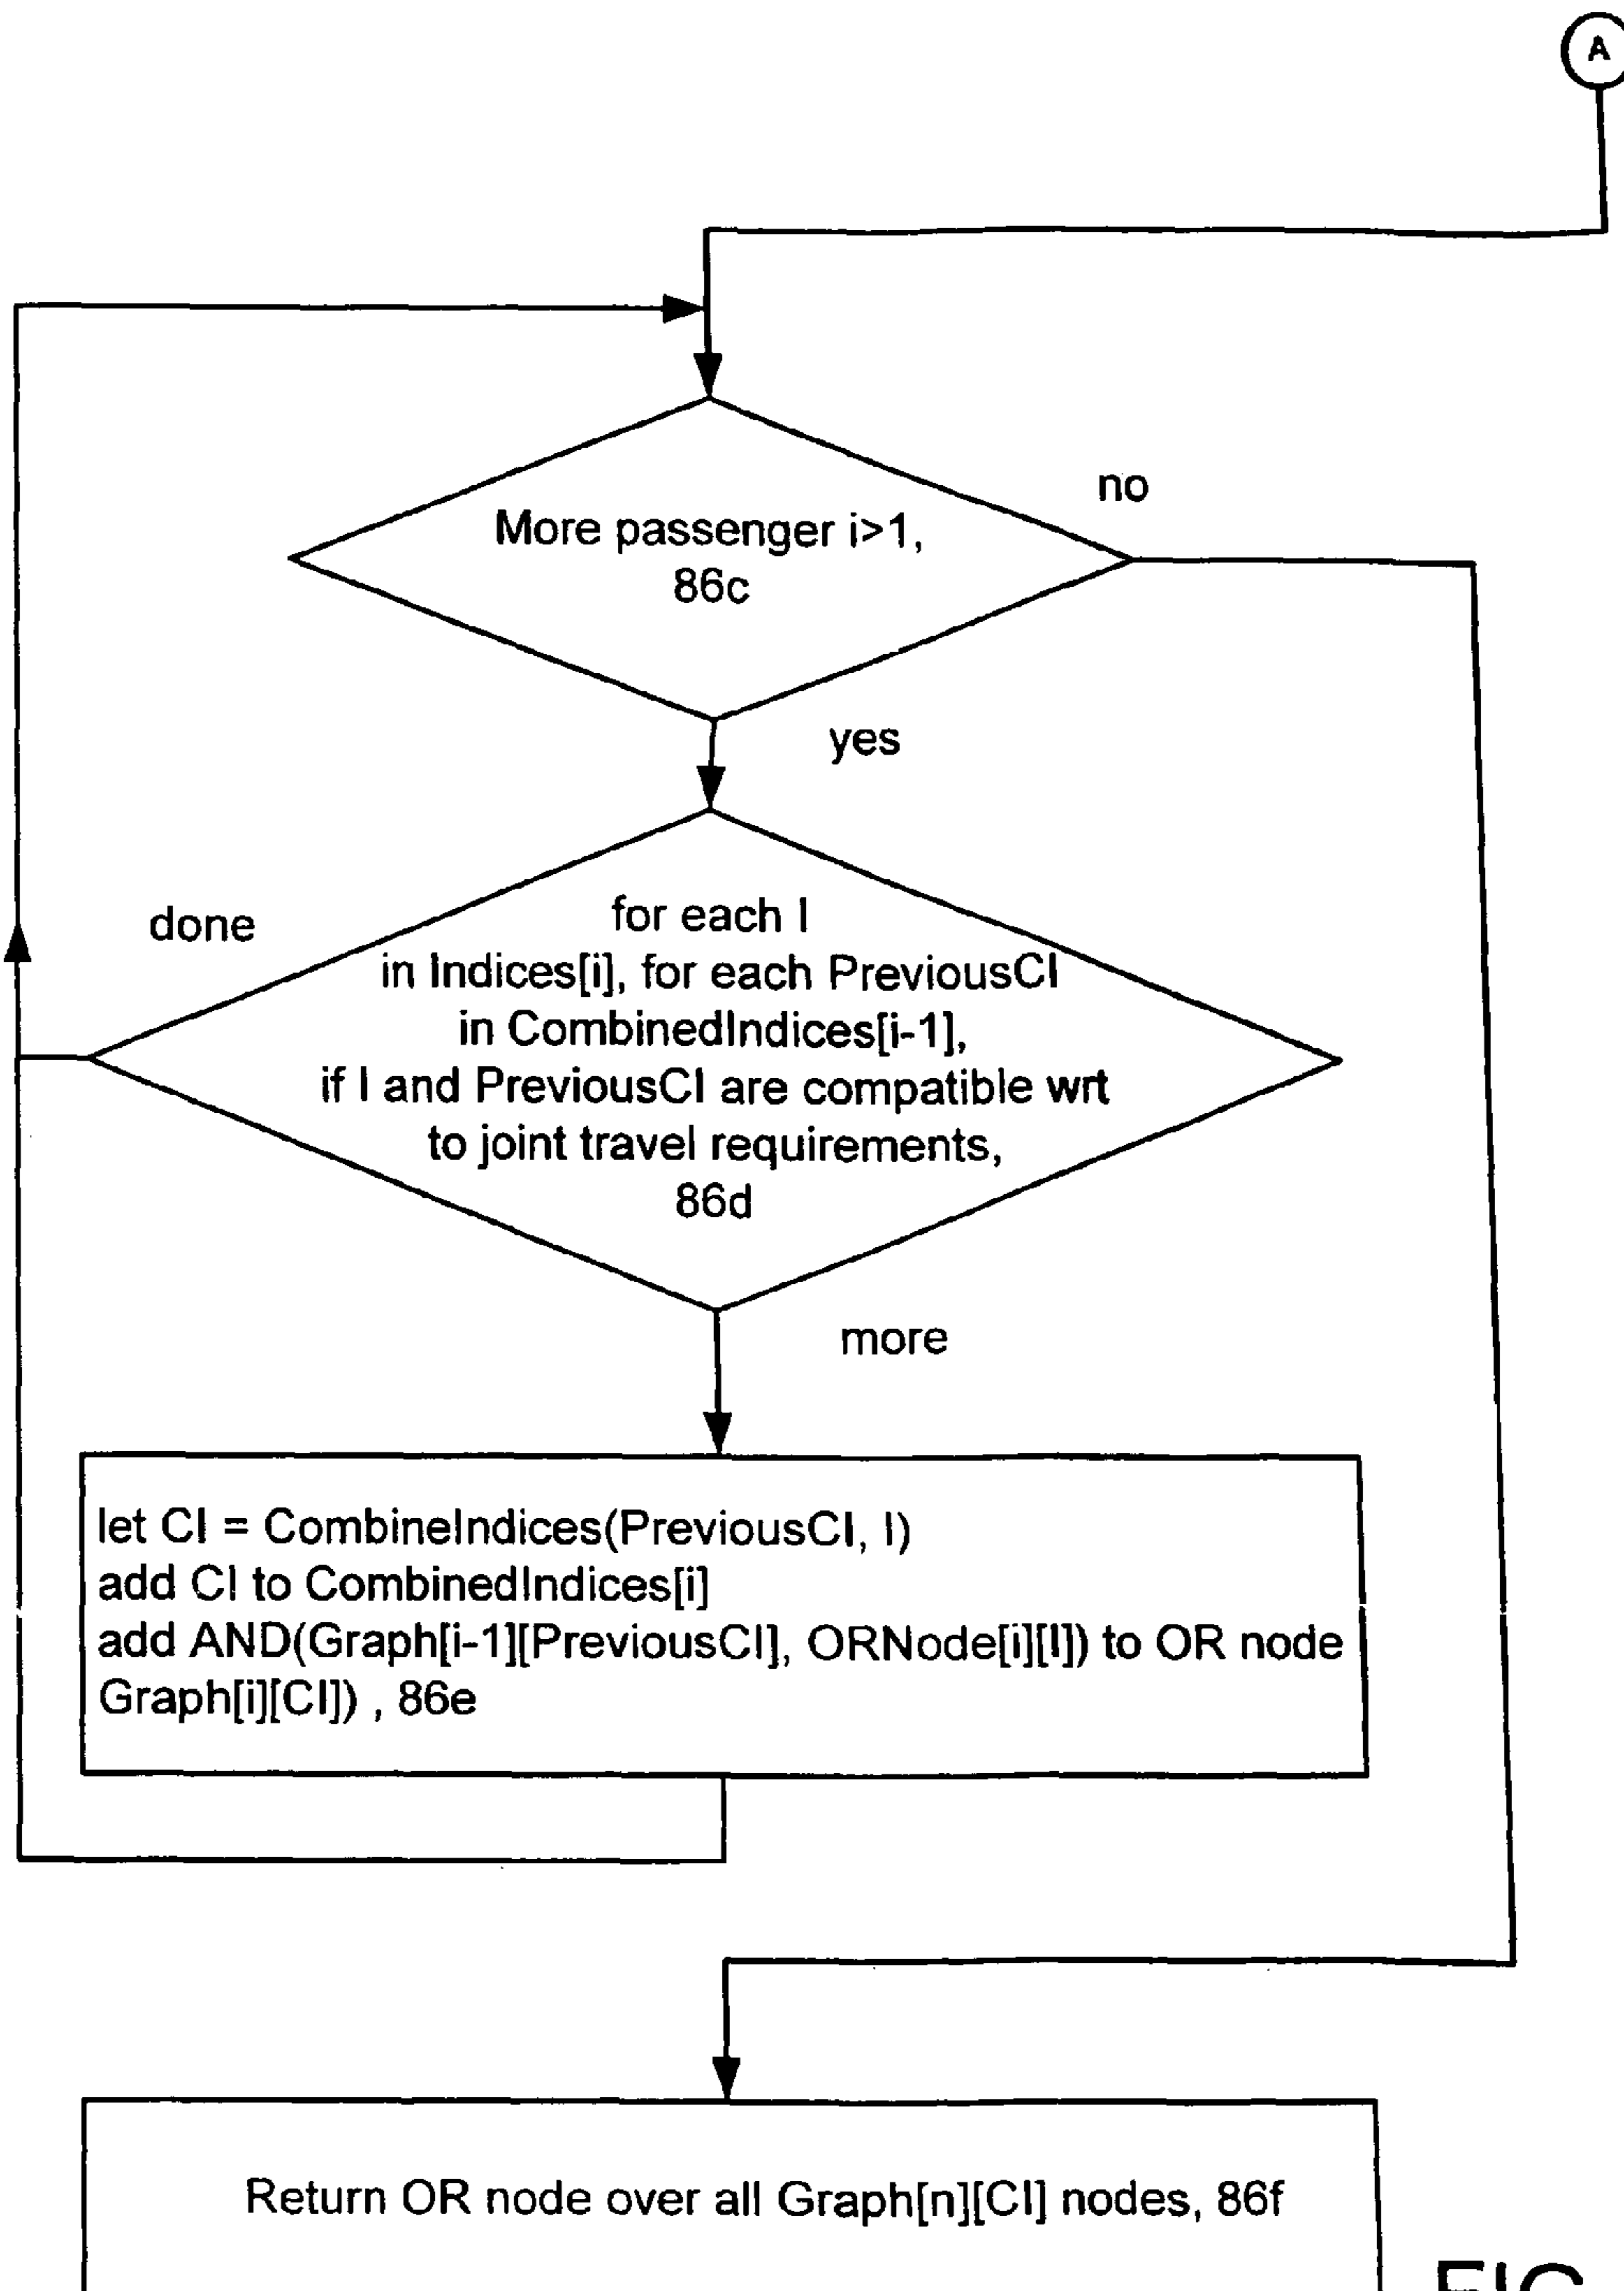 A
no
More passenger i>1,
86c
yes
done
for each I
in Indices[i], for each PreviousCI
in CombinedIndices[i-1],
if I and PreviousCI are compatible wrt
to joint travel requirements,
86d
more
let CI = CombineIndices(PreviousCI, I)
add CI to CombinedIndices[i]
add AND(Graph[i-1][PreviousCI], ORNode[i][I]) to OR node
Graph[i][CI]) , 86e
Return OR node over all Graph[n][CI] nodes, 86f
FIG